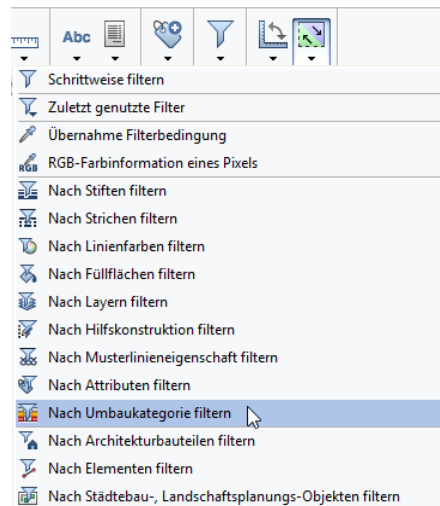 Abc
Schrittweise filtern
Zuletzt genutzte Filter
Übernahme Filterbedingung
RGB RGB-Farbinformation eines Pixels
Nach Stiften filtern
Nach Strichen filtern
Nach Linienfarben filtern
Nach Füllflächen filtern
Nach Layern filtern
Nach Hilfskonstruktion filtern
Nach Musterlinieneigenschaft filtern
Nach Attributen filtern
Nach Umbaukategorie filtern
Nach Architekturbauteilen filtern
Nach Elementen filtern
Nach Städtebau-, Landschaftsplanungs-Objekten filtern